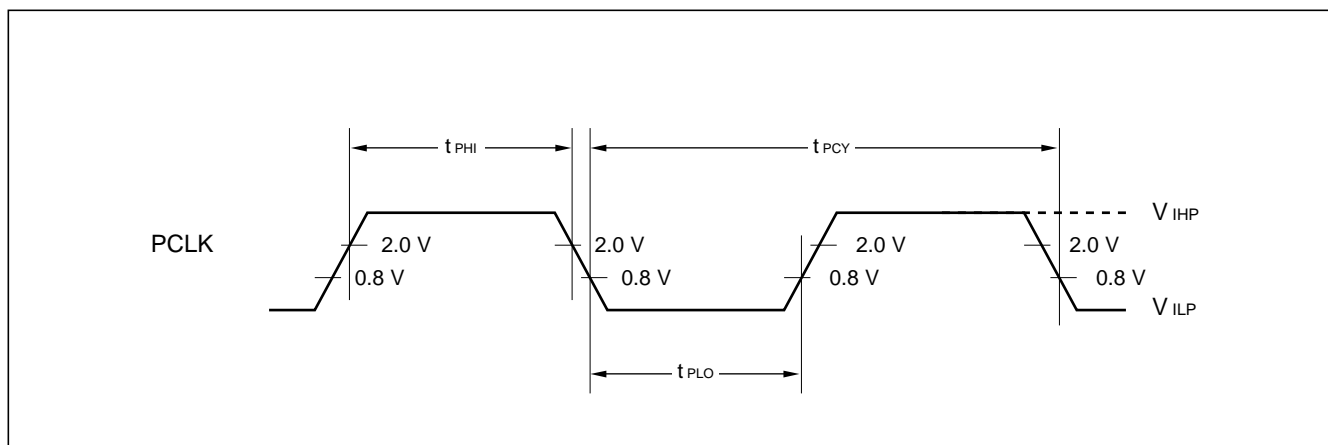 t PHI
t PCY
V IHP
PCLK
2.0 V
2.0 V
2.0 V
2.0 V
0.8 V
0.8 V
0.8 V
0.8 V
V ILP
t PLO